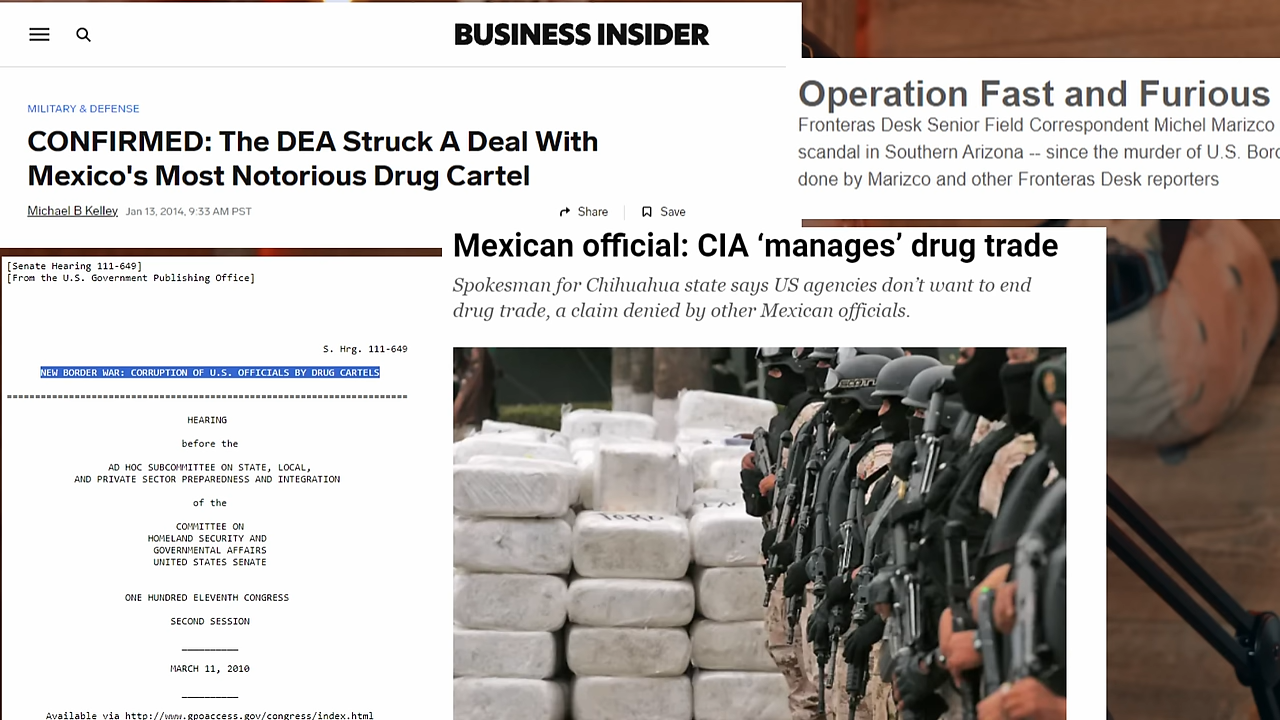 BUSINESS INSIDER
MILITARY & DEFENSE
CONFIRMED: The DEA Struck A Deal With
Mexico's Most Notorious Drug Cartel
Michael B Kelley Jan 13, 2014, 9:33 AM PST
Share Save
Operation Fast and Furious
Fronteras Desk Senior Field Correspondent Michel Marizco
scandal in Southern Arizona -- since the murder of U.S. Bord
done by Marizco and other Fronteras Desk reporters
[Senate Hearing 111-649]
[From the U.S. Government Publishing Office]
S. Hrg. 111-649
NEW BORDER WAR: CORRUPTION OF U.S. OFFICIALS BY DRUG CARTELS
HEARING
before the
AD HOC SUBCOMMITTEE ON STATE, LOCAL,
AND PRIVATE SECTOR PREPAREDNESS AND INTEGRATION
of the
COMMITTEE ON
HOMELAND SECURITY AND
GOVERNMENTAL AFFAIRS
UNITED STATES SENATE
ONE HUNDRED ELEVENTH CONGRESS
SECOND SESSION
MARCH 11, 2010
Available via http://www.gpoaccess.gov/congress/index.html
Mexican official: CIA ‘manages’ drug trade
Spokesman for Chihuahua state says US agencies don’t want to end
drug trade, a claim denied by other Mexican officials.